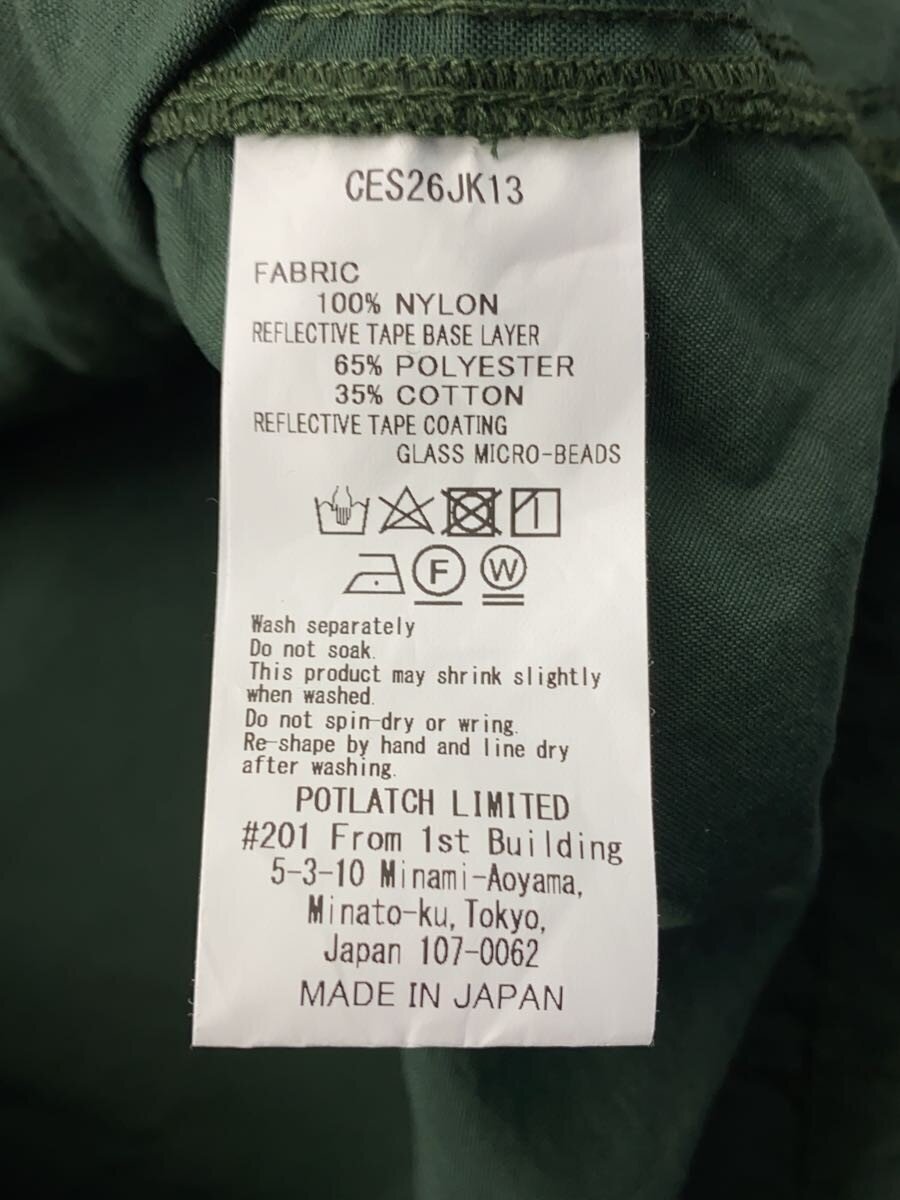 CES26JK13
FABRIC
100% NYLON
REFLECTIVE TAPE BASE LAYER
65% POLYESTER
35% COTTON
REFLECTIVE TAPE COATING
GLASS MICRO-BEADS
F W
Wash separately
Do not soak.
This product may shrink slightly
when washed.
Do not spin-dry or wring.
Re-shape by hand and line dry
after washing.
POTLATCH LIMITED
#201 From 1st Building
5-3-10 Minami-Aoyama,
Minato-ku, Tokyo,
Japan 107-0062
MADE IN JAPAN